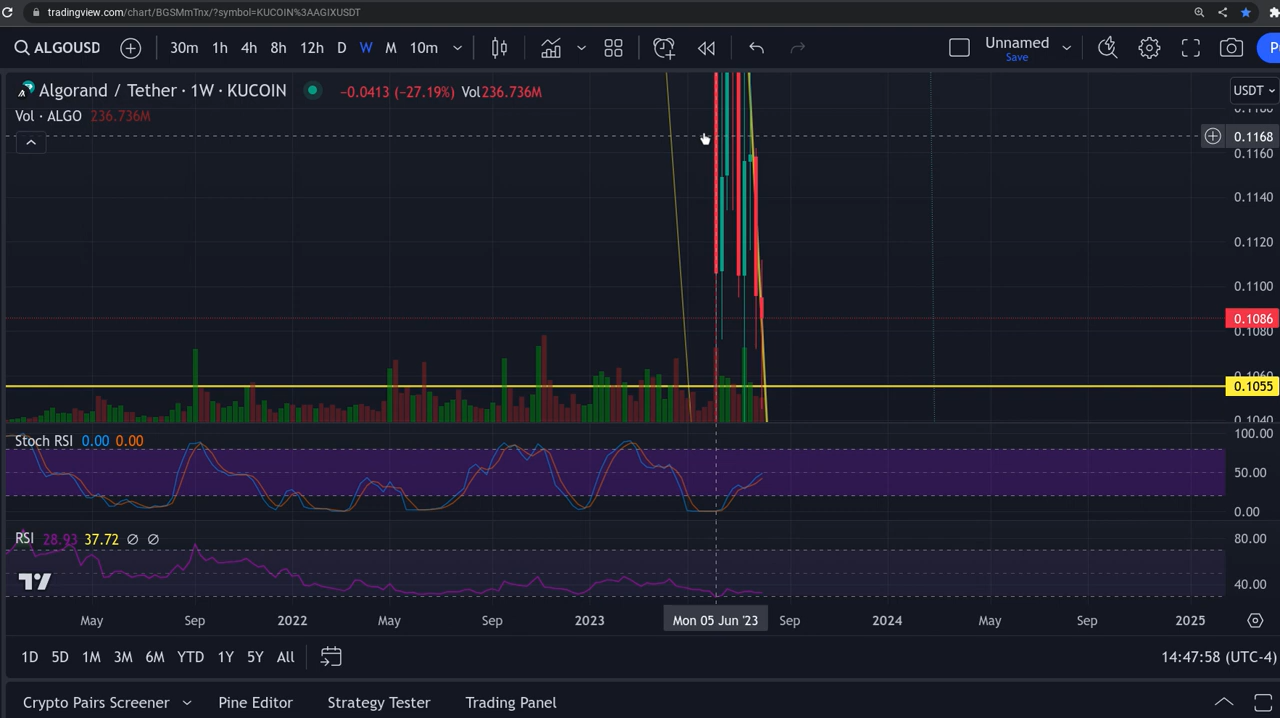 tradingview.com/chart/BGSMmTnx/?symbol=KUCOIN%3AAGIXUSDT
ALGOUSD 30m 1h 4h 8h 12h D W M 10m Unnamed Save
Algorand / Tether · 1W · KUCOIN −0.0413 (−27.19%) Vol236.736M USDT
Vol · ALGO 236.736M
0.1168
0.1160
0.1140
0.1120
0.1100
0.1086
0.1080
0.1055
0.1040
Stoch RSI 0.00 0.00 100.00
50.00
0.00
RSI 28.93 37.72 ∅ ∅ 80.00
40.00
May Sep 2022 May Sep 2023 Mon 05 Jun '23 Sep 2024 May Sep 2025
1D 5D 1M 3M 6M YTD 1Y 5Y All 14:47:58 (UTC-4)
Crypto Pairs Screener Pine Editor Strategy Tester Trading Panel